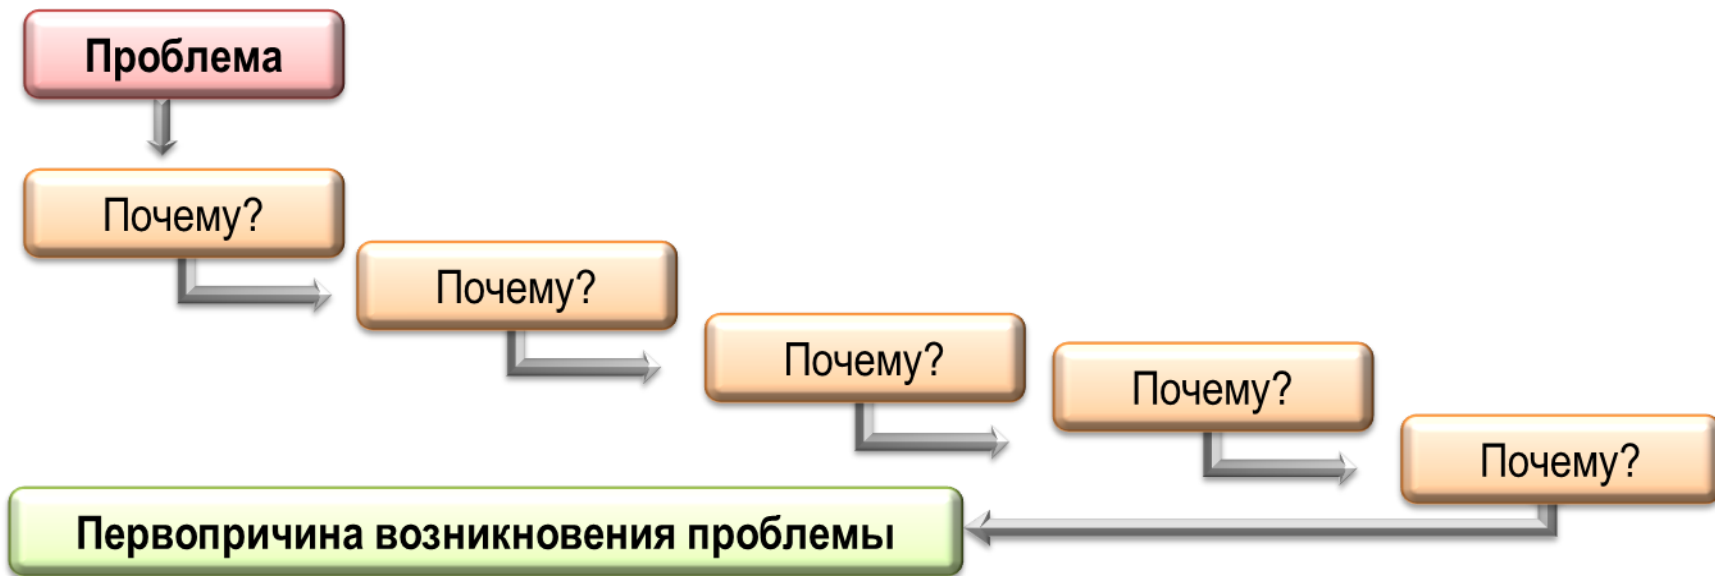 Проблема
Почему?
Почему?
Почему?
Почему?
Почему?
Первопричина возникновения проблемы